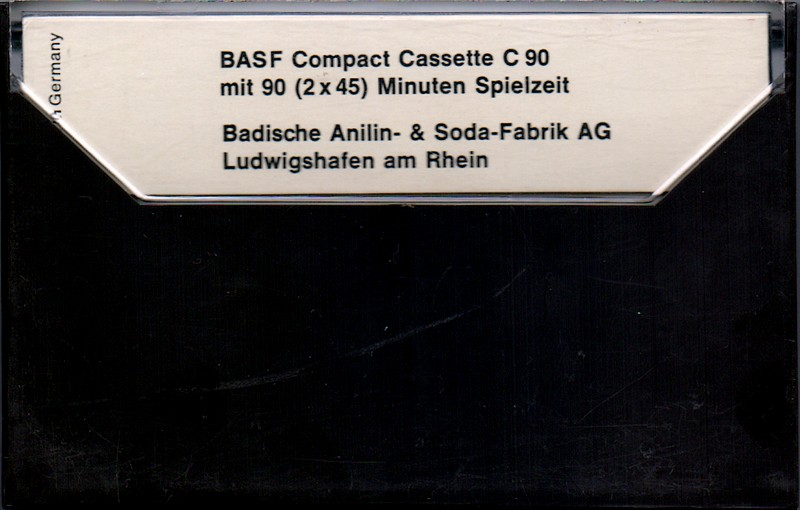 BASF Compact Cassette C 90
mit 90 (2 x 45) Minuten Spielzeit
Badische Anilin- & Soda-Fabrik AG
Ludwigshafen am Rhein
Germany